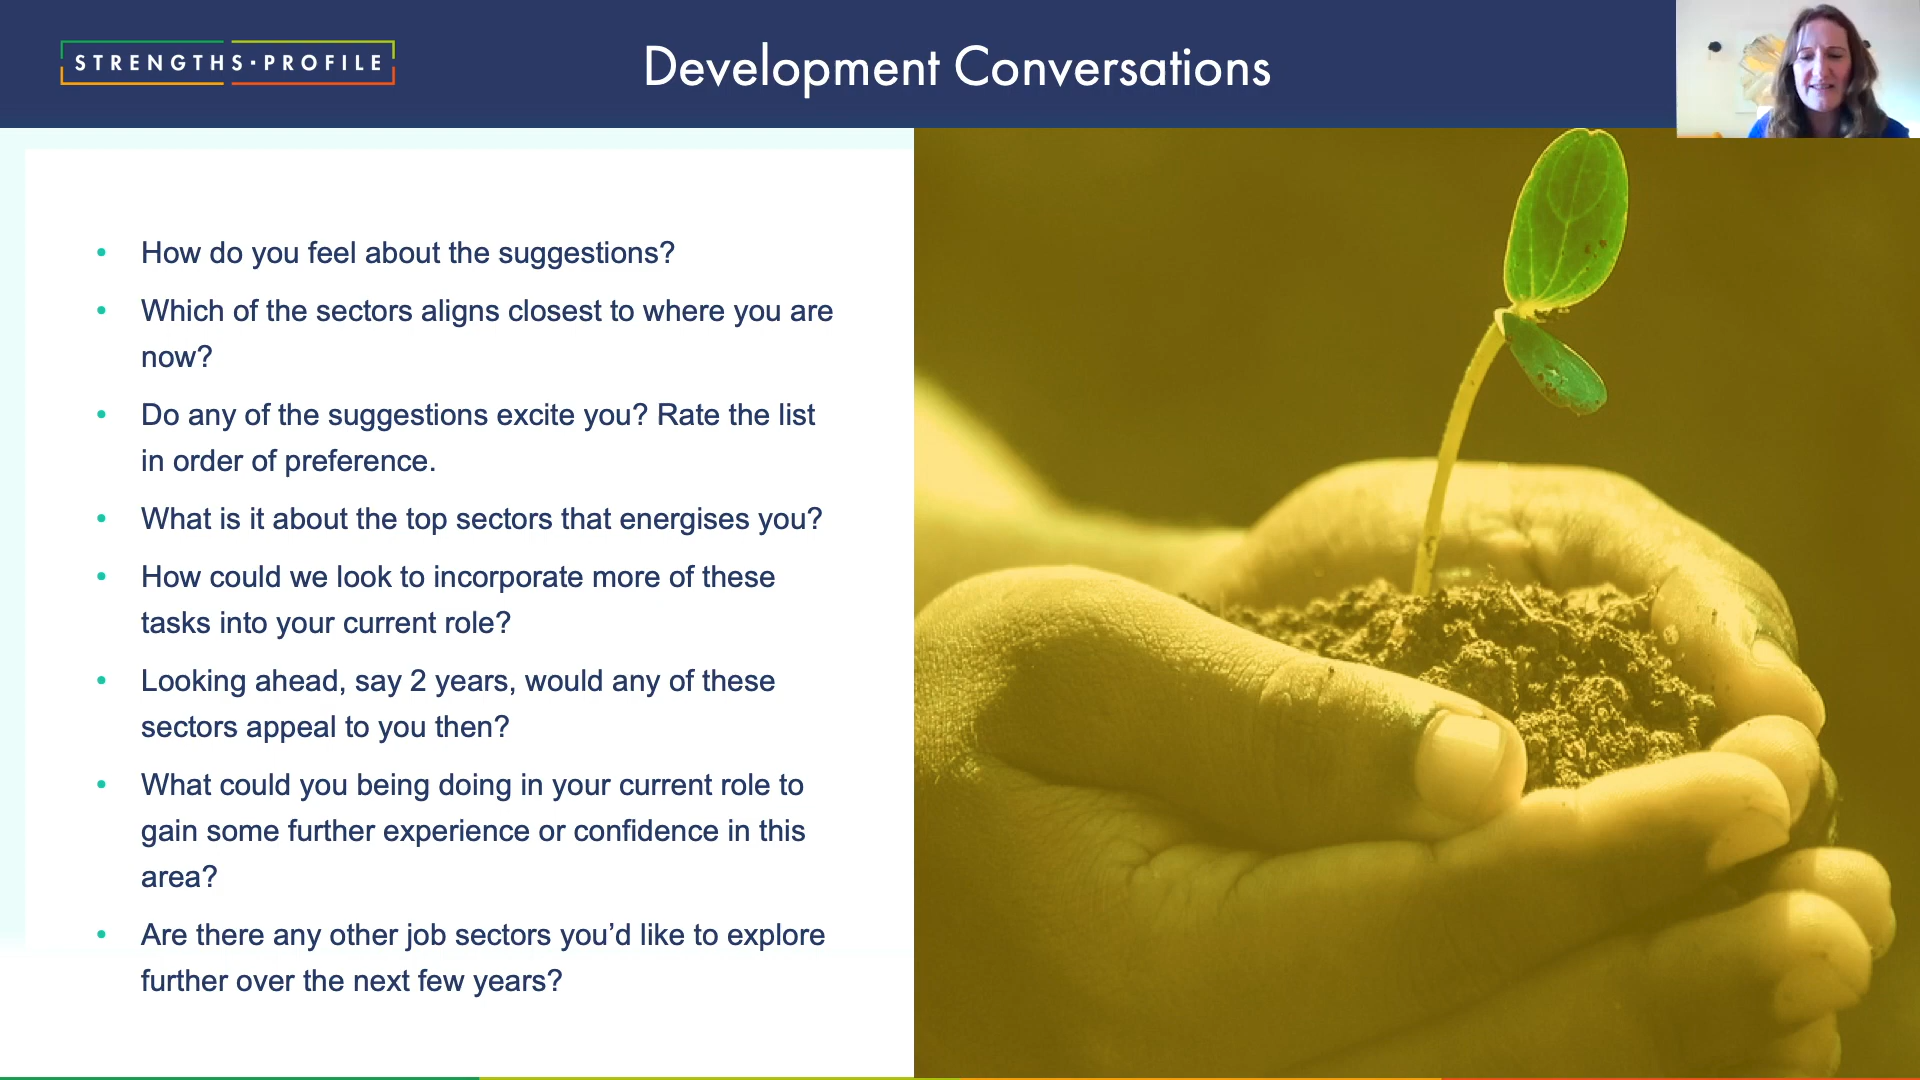 STRENGTHS·PROFILE
Development Conversations
• How do you feel about the suggestions?
• Which of the sectors aligns closest to where you are
now?
• Do any of the suggestions excite you? Rate the list
in order of preference.
• What is it about the top sectors that energises you?
• How could we look to incorporate more of these
tasks into your current role?
• Looking ahead, say 2 years, would any of these
sectors appeal to you then?
• What could you being doing in your current role to
gain some further experience or confidence in this
area?
• Are there any other job sectors you’d like to explore
further over the next few years?